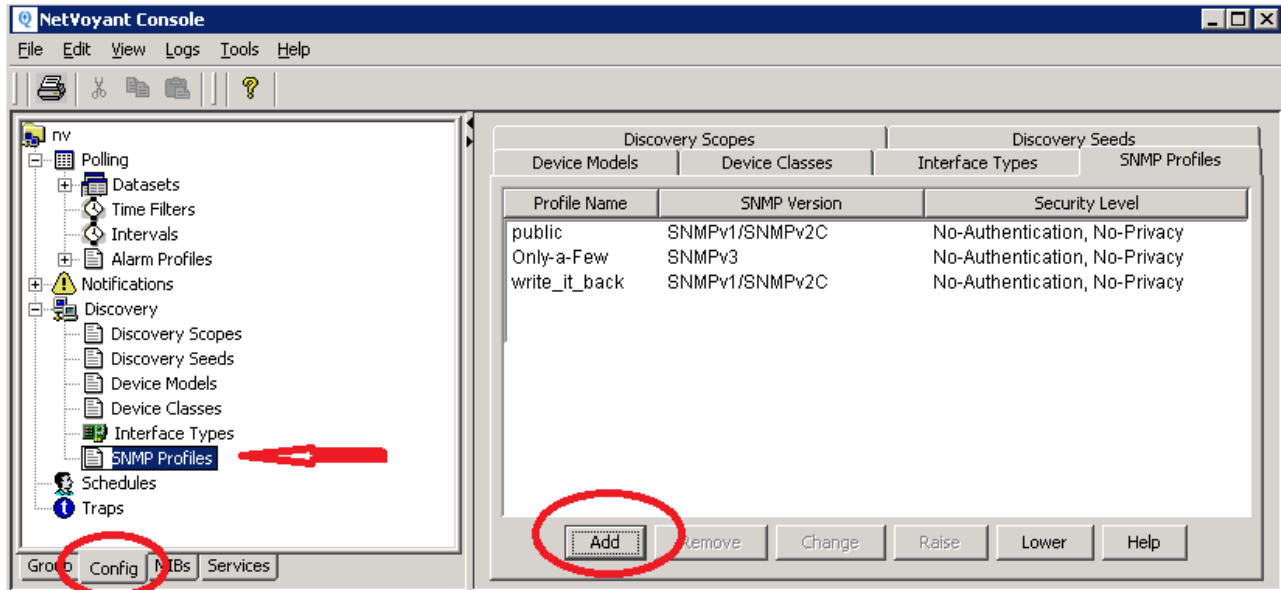 NetVoyant Console
File Edit View Logs Tools Help
nv
Polling
Datasets
Time Filters
Intervals
Alarm Profiles
Notifications
Discovery
Discovery Scopes
Discovery Seeds
Device Models
Device Classes
Interface Types
SNMP Profiles
Schedules
Traps
Group Config MIBs Services
Discovery Scopes Discovery Seeds
Device Models Device Classes Interface Types SNMP Profiles
Profile Name SNMP Version Security Level
public SNMPv1/SNMPv2C No-Authentication, No-Privacy
Only-a-Few SNMPv3 No-Authentication, No-Privacy
write_it_back SNMPv1/SNMPv2C No-Authentication, No-Privacy
Add Remove Change Raise Lower Help